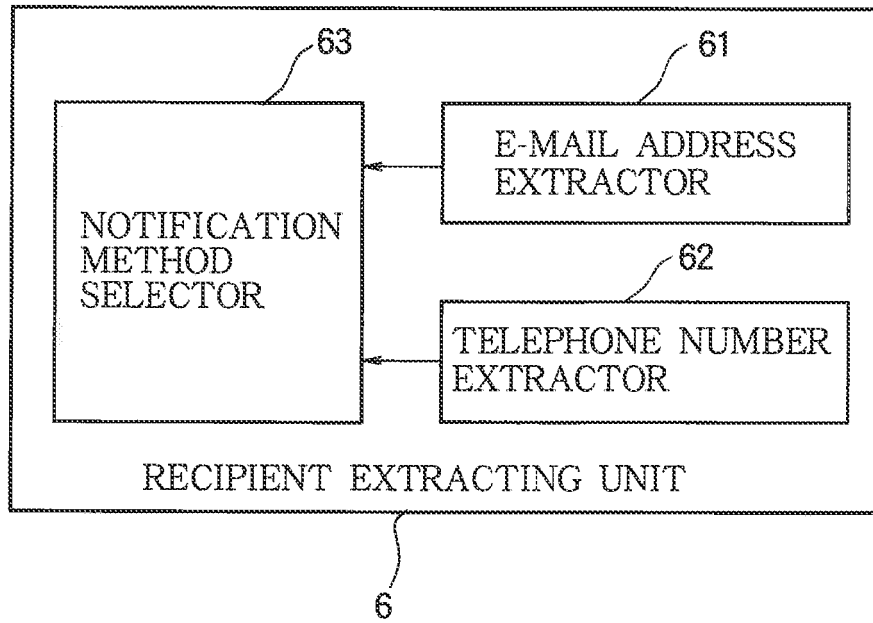 63
61
E-MAIL ADDRESS
EXTRACTOR
NOTIFICATION
METHOD
SELECTOR
62
TELEPHONE NUMBER
EXTRACTOR
RECIPIENT EXTRACTING UNIT
6